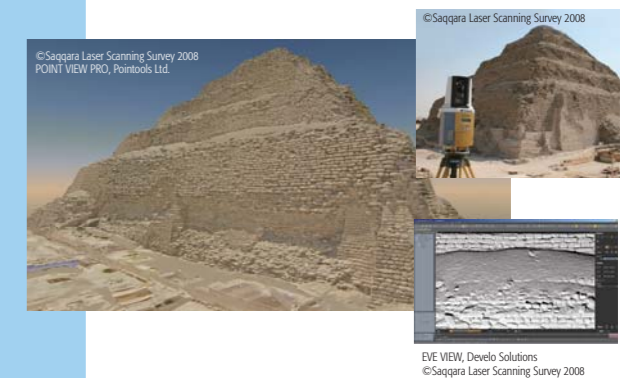 ©Saqqara Laser Scanning Survey 2008
POINT VIEW PRO, Pointools Ltd.
©Saqqara Laser Scanning Survey 2008
EVE VIEW, Develo Solutions
©Saqqara Laser Scanning Survey 2008